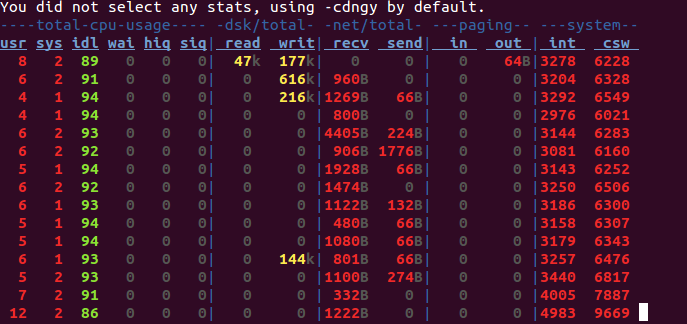 You did not select any stats, using -cdngy by default.
----total-cpu-usage---- -dsk/total- -net/total- ---paging-- ---system--
usr sys idl wai hiq siq| read  writ| recv  send|  in   out | int   csw
  8   2  89   0   0   0|  47k  177k|   0     0 |   0    64B|3278  6228
  6   2  91   0   0   0|   0   616k| 960B    0 |   0     0 |3204  6328
  4   1  94   0   0   0|   0   216k|1269B   66B|   0     0 |3292  6549
  4   1  94   0   0   0|   0     0 | 800B    0 |   0     0 |2976  6021
  6   2  93   0   0   0|   0     0 |4405B  224B|   0     0 |3144  6283
  6   2  92   0   0   0|   0     0 | 906B 1776B|   0     0 |3081  6160
  5   1  94   0   0   0|   0     0 |1928B   66B|   0     0 |3143  6252
  6   2  92   0   0   0|   0     0 |1474B    0 |   0     0 |3250  6506
  6   1  93   0   0   0|   0     0 |1122B  132B|   0     0 |3186  6300
  5   1  94   0   0   0|   0     0 | 480B   66B|   0     0 |3158  6307
  5   1  94   0   0   0|   0     0 |1080B   66B|   0     0 |3179  6343
  6   1  93   0   0   0|   0   144k| 801B   66B|   0     0 |3257  6476
  5   2  93   0   0   0|   0     0 |1100B  274B|   0     0 |3440  6817
  7   2  91   0   0   0|   0     0 | 332B    0 |   0     0 |4005  7887
 12   2  86   0   0   0|   0     0 |1222B    0 |   0     0 |4983  9669